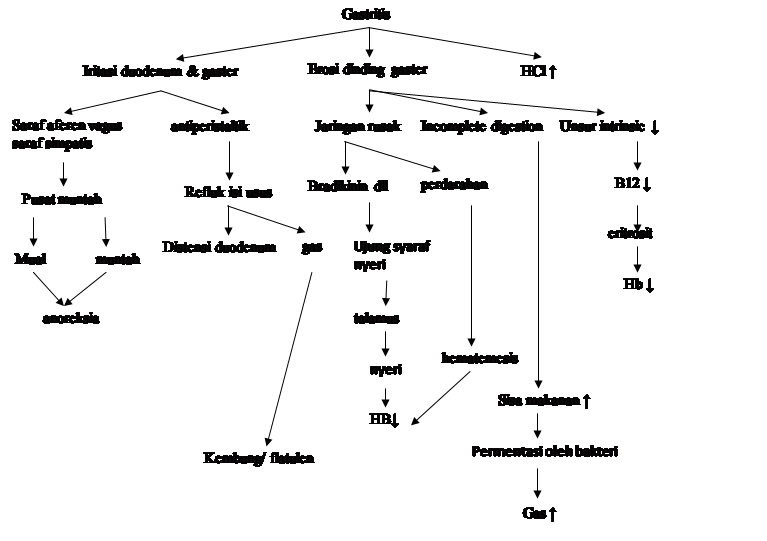 Gastritis
Iritasi duodenum & gaster
Erosi dinding gaster
HCl ↑
Saraf aferen vagus
saraf simpatis
antiperistaltik
Jaringan rusak
Incomplete digestion
Unsur intrinsic ↓
Pusat muntah
Refluk isi usus
Bradikinin dll
perdarahan
B12 ↓
Mual
muntah
Distensi duodenum
gas
Ujung syaraf
nyeri
eritrosit
Hb ↓
anoreksia
talamus
nyeri
hematemesis
HB↓
Sisa makanan ↑
Kembung/ flatulen
Permentasi oleh bakteri
Gas ↑